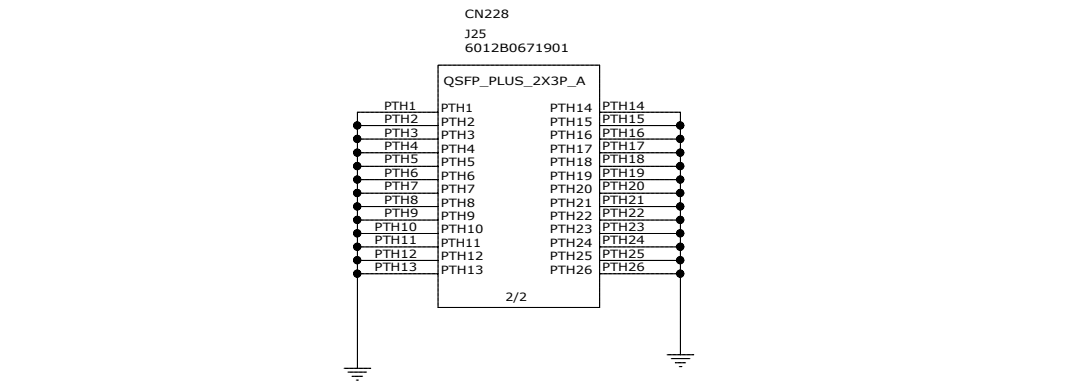 CN228
J25
6012B0671901
QSFP_PLUS_2X3P_A
PTH1 PTH1 PTH14 PTH14
PTH2 PTH2 PTH15 PTH15
PTH3 PTH3 PTH16 PTH16
PTH4 PTH4 PTH17 PTH17
PTH5 PTH5 PTH18 PTH18
PTH6 PTH6 PTH19 PTH19
PTH7 PTH7 PTH20 PTH20
PTH8 PTH8 PTH21 PTH21
PTH9 PTH9 PTH22 PTH22
PTH10 PTH10 PTH23 PTH23
PTH11 PTH11 PTH24 PTH24
PTH12 PTH12 PTH25 PTH25
PTH13 PTH13 PTH26 PTH26
2/2